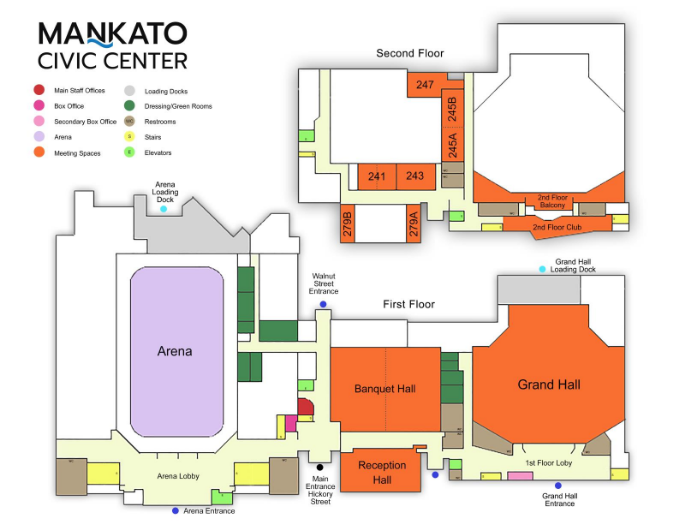 MANKATO
CIVIC CENTER
Main Staff Offices
Box Office
Secondary Box Office
Arena
Meeting Spaces
Loading Docks
Dressing/Green Rooms
Restrooms
Stairs
Elevators
Second Floor
247
245B
245A
241
243
279B
279A
2nd Floor
Balcony
2nd Floor Club
Arena
Loading
Dock
Walnut
Street
Entrance
First Floor
Grand Hall
Loading Dock
Arena
Banquet Hall
Grand Hall
Arena Lobby
Reception
Hall
1st Floor Loby
Main
Entrance
Hickory
Street
Arena Entrance
Grand Hall
Entrance